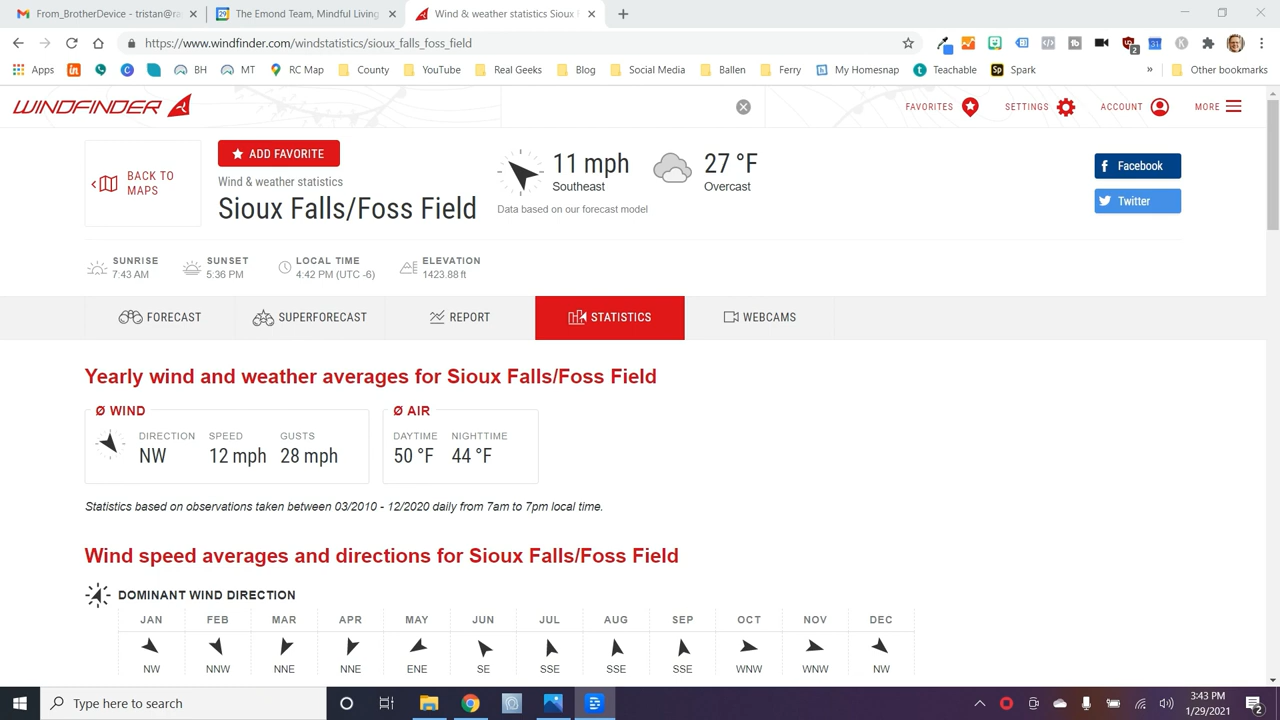 From_BrotherDevice - tristan@ra
The Emond Team, Mindful Living
Wind & weather statistics Sioux F
https://www.windfinder.com/windstatistics/sioux_falls_foss_field
Apps
BH
MT
RC Map
County
YouTube
Real Geeks
Blog
Social Media
Ballen
Ferry
My Homesnap
Teachable
Spark
»
Other bookmarks
WINDFINDER
FAVORITES
SETTINGS
ACCOUNT
MORE
BACK TO
MAPS
ADD FAVORITE
Wind & weather statistics
Sioux Falls/Foss Field
11 mph
Southeast
27 °F
Overcast
Data based on our forecast model
Facebook
Twitter
SUNRISE
7:43 AM
SUNSET
5:36 PM
LOCAL TIME
4:42 PM (UTC -6)
ELEVATION
1423.88 ft
FORECAST
SUPERFORECAST
REPORT
STATISTICS
WEBCAMS
Yearly wind and weather averages for Sioux Falls/Foss Field
Ø WIND
DIRECTION SPEED GUSTS
NW 12 mph 28 mph
Ø AIR
DAYTIME NIGHTTIME
50 °F 44 °F
Statistics based on observations taken between 03/2010 - 12/2020 daily from 7am to 7pm local time.
Wind speed averages and directions for Sioux Falls/Foss Field
DOMINANT WIND DIRECTION
JAN FEB MAR APR MAY JUN JUL AUG SEP OCT NOV DEC
NW NNW NNE NNE ENE SE SSE SSE SSE WNW WNW NW
Type here to search
3:43 PM
1/29/2021
2